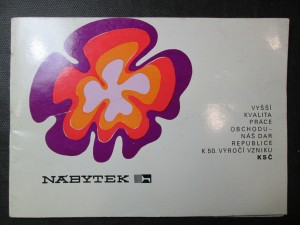 VYŠŠÍ
KVALITA
PRÁCE
OBCHODU–
NÁŠ DAR
REPUBLICE
K 50. VÝROČÍ VZNIKU
KSČ
NÁBYTEK